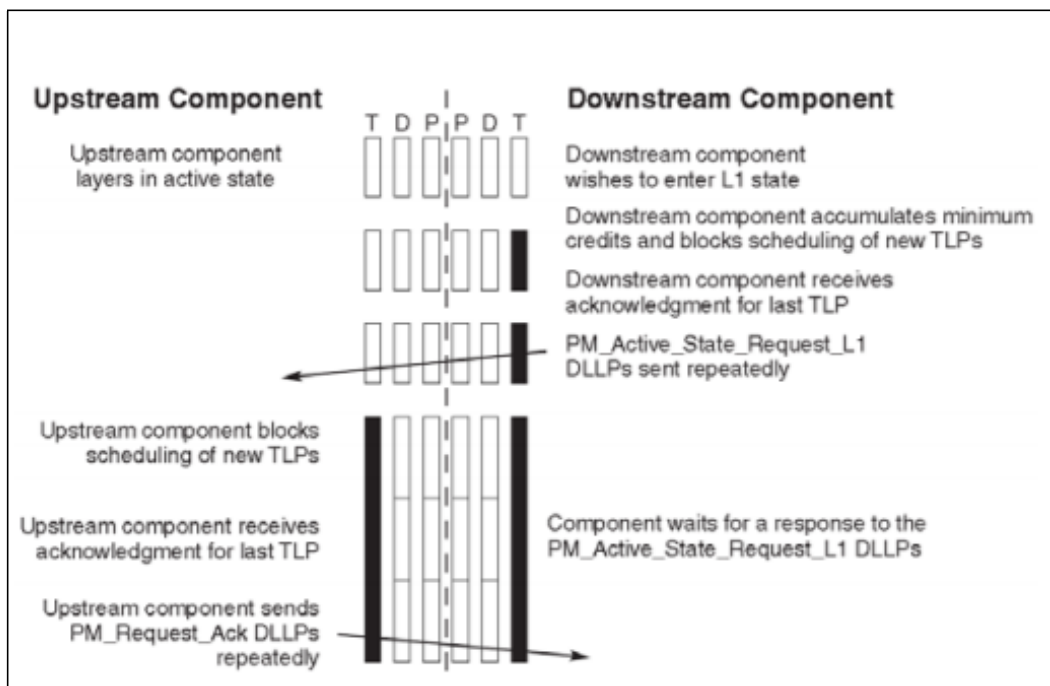 Upstream Component
Downstream Component
T D P P D T
Upstream component
layers in active state
Downstream component
wishes to enter L1 state
Downstream component accumulates minimum
credits and blocks scheduling of new TLPs
Downstream component receives
acknowledgment for last TLP
PM_Active_State_Request_L1
DLLPs sent repeatedly
Upstream component blocks
scheduling of new TLPs
Upstream component receives
acknowledgment for last TLP
Component waits for a response to the
PM_Active_State_Request_L1 DLLPs
Upstream component sends
PM_Request_Ack DLLPs
repeatedly